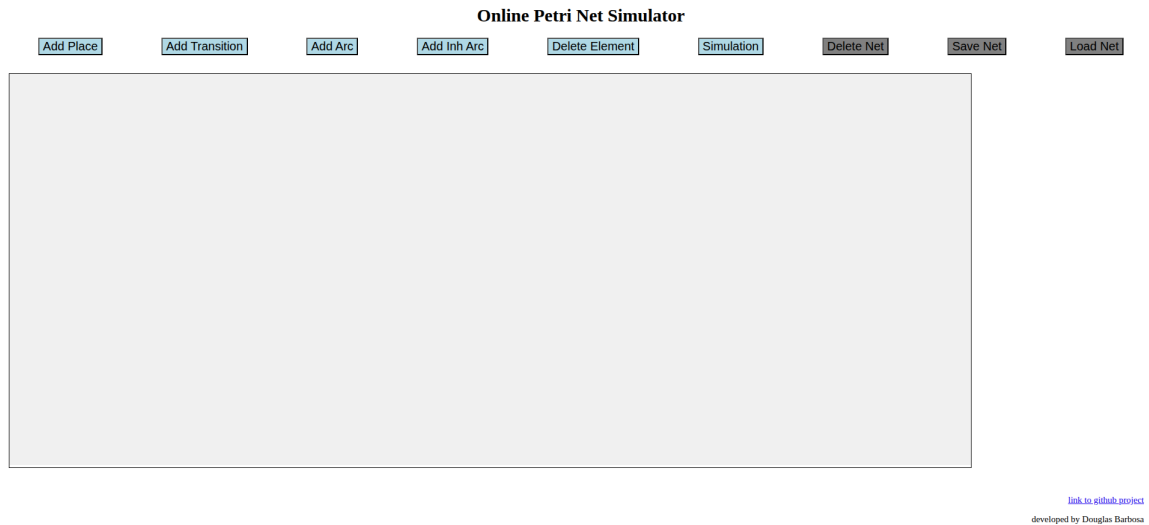 Online Petri Net Simulator
Add Place Add Transition Add Arc Add Inh Arc Delete Element Simulation Delete Net Save Net Load Net
link to github project
developed by Douglas Barbosa